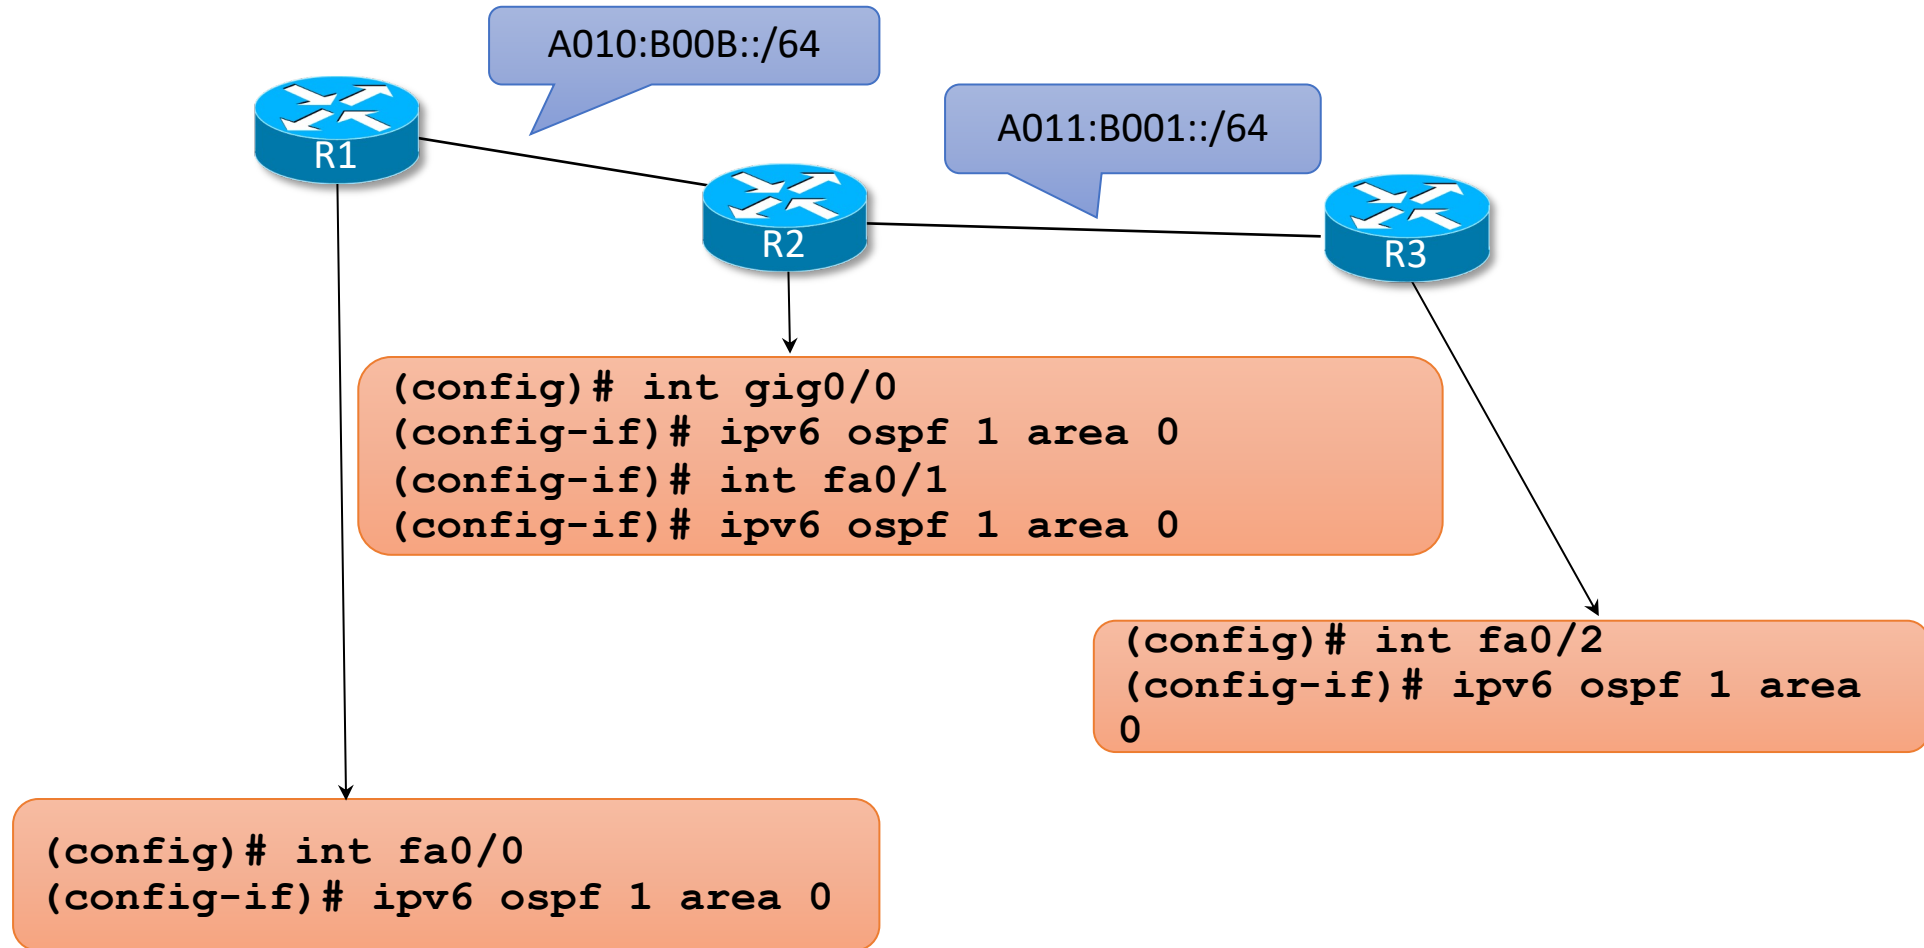 A010:B00B::/64
A011:B001::/64
R1
R2
R3
(config)# int gig0/0
(config-if)# ipv6 ospf 1 area 0
(config-if)# int fa0/1
(config-if)# ipv6 ospf 1 area 0
(config)# int fa0/2
(config-if)# ipv6 ospf 1 area
0
(config)# int fa0/0
(config-if)# ipv6 ospf 1 area 0